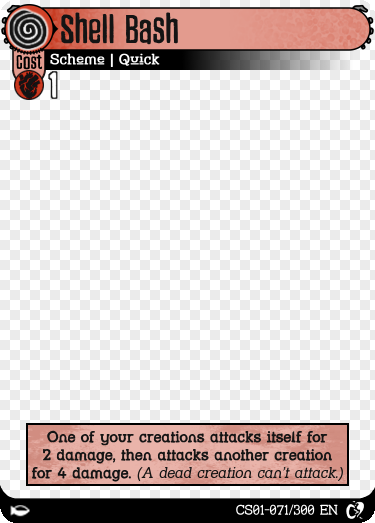 Shell Bash
COST
Scheme | Quick
1
One of your creations attacks itself for
2 damage, then attacks another creation
for 4 damage. (A dead creation can't attack.)
CS01-071/300 EN